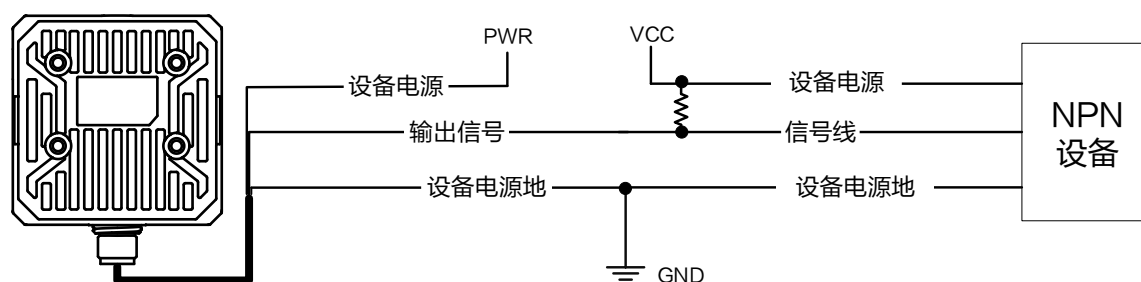 PWR
VCC
设备电源
设备电源
输出信号
信号线
NPN
设备
设备电源地
设备电源地
GND